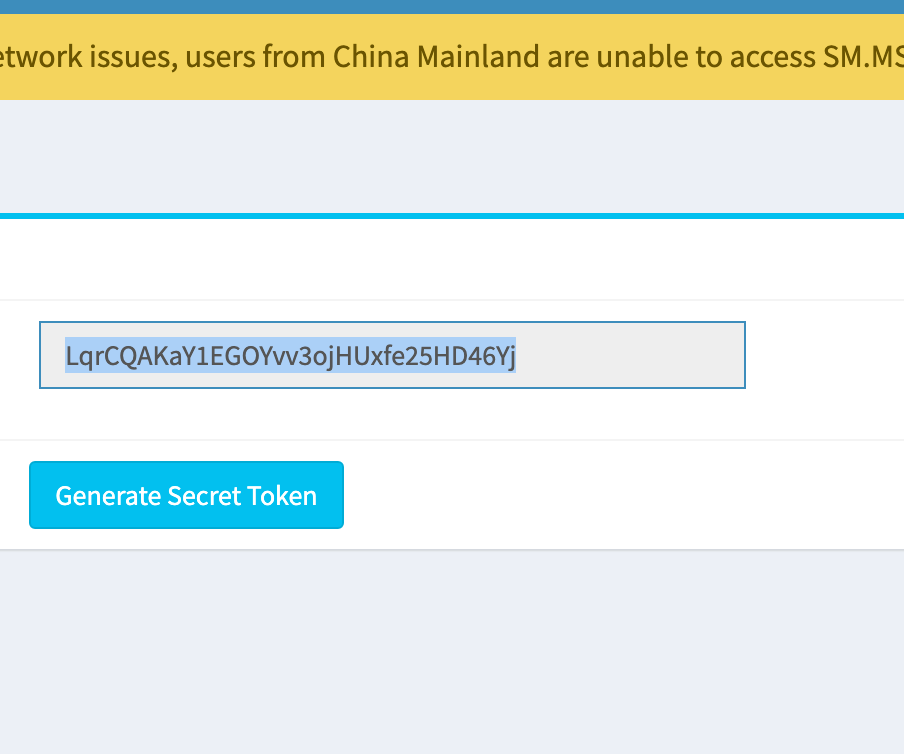 etwork issues, users from China Mainland are unable to access SM.MS
LqrCQAKaY1EGOYvv3ojHUxfe25HD46Yj
Generate Secret Token